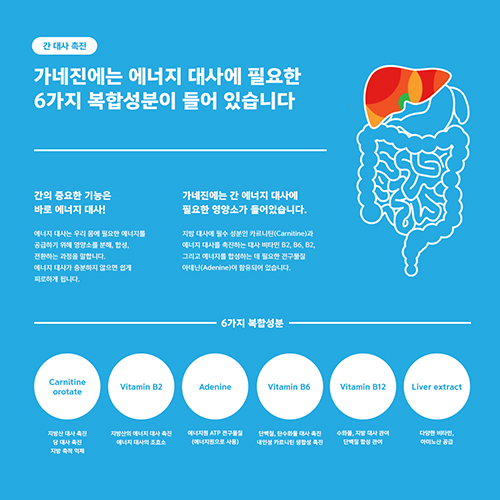 간 대사 촉진
가네진에는 에너지 대사에 필요한
6가지 복합성분이 들어 있습니다
간의 중요한 기능은
바로 에너지 대사!
에너지 대사는 우리 몸에 필요한 에너지를
공급하기 위해 영양소를 분해, 합성,
전환하는 과정을 말합니다.
에너지 대사가 충분하지 않으면 쉽게
피로하게 됩니다.
가네진에는 간 에너지 대사에
필요한 영양소가 들어있습니다.
지방 대사에 필수 성분인 카르니틴(Carnitine)과
에너지 대사를 촉진하는 대사 비타민 B2, B6, B2,
그리고 에너지를 합성하는 데 필요한 전구물질
아데닌(Adenine)이 함유되어 있습니다.
6가지 복합성분
Carnitine
orotate
Vitamin B2
Adenine
Vitamin B6
Vitamin B12
Liver extract
지방산 대사 촉진
당 대사 촉진
지방 축적 억제
지방산의 에너지 대사 촉진
에너지 대사의 조효소
에너지원 ATP 전구물질
(에너지원으로 사용)
단백질, 탄수화물 대사 촉진
내인성 카르니틴 생합성 촉진
수화물, 지방 대사 관여
단백질 합성 관여
다양한 비타민,
아미노산 공급